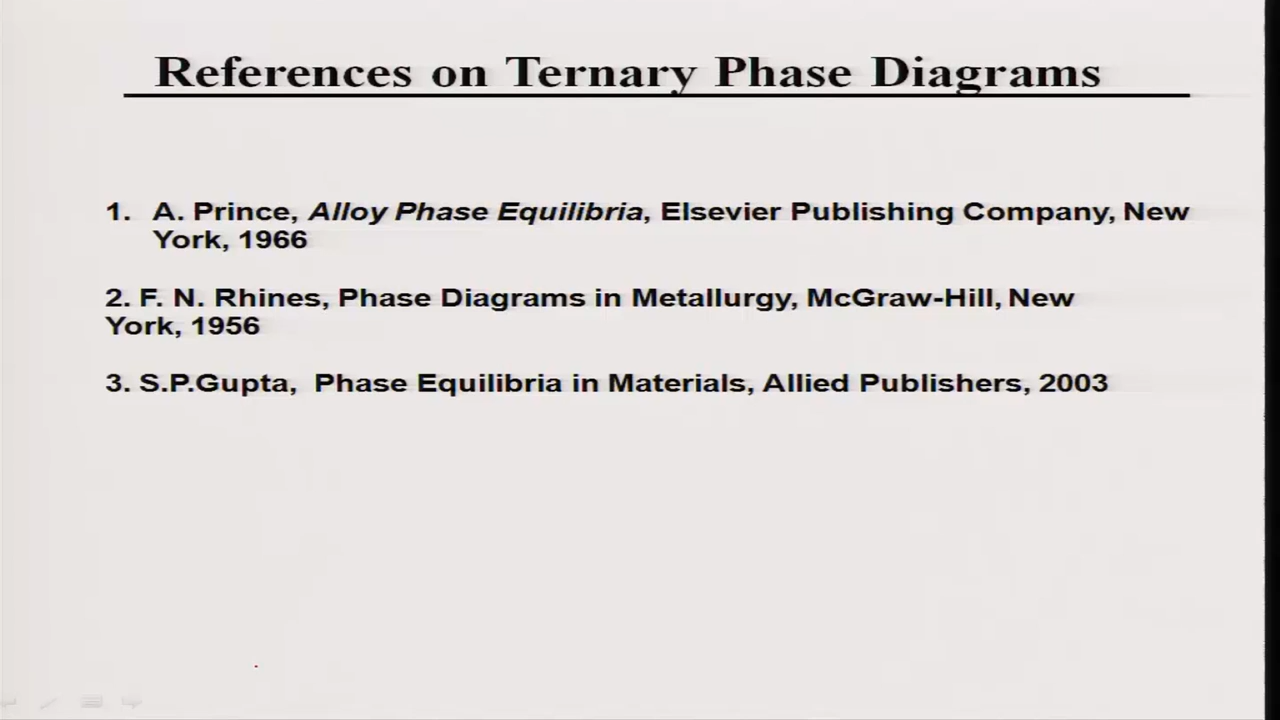 References on Ternary Phase Diagrams
1. A. Prince, Alloy Phase Equilibria, Elsevier Publishing Company, New
York, 1966
2. F. N. Rhines, Phase Diagrams in Metallurgy, McGraw-Hill, New
York, 1956
3. S.P.Gupta, Phase Equilibria in Materials, Allied Publishers, 2003